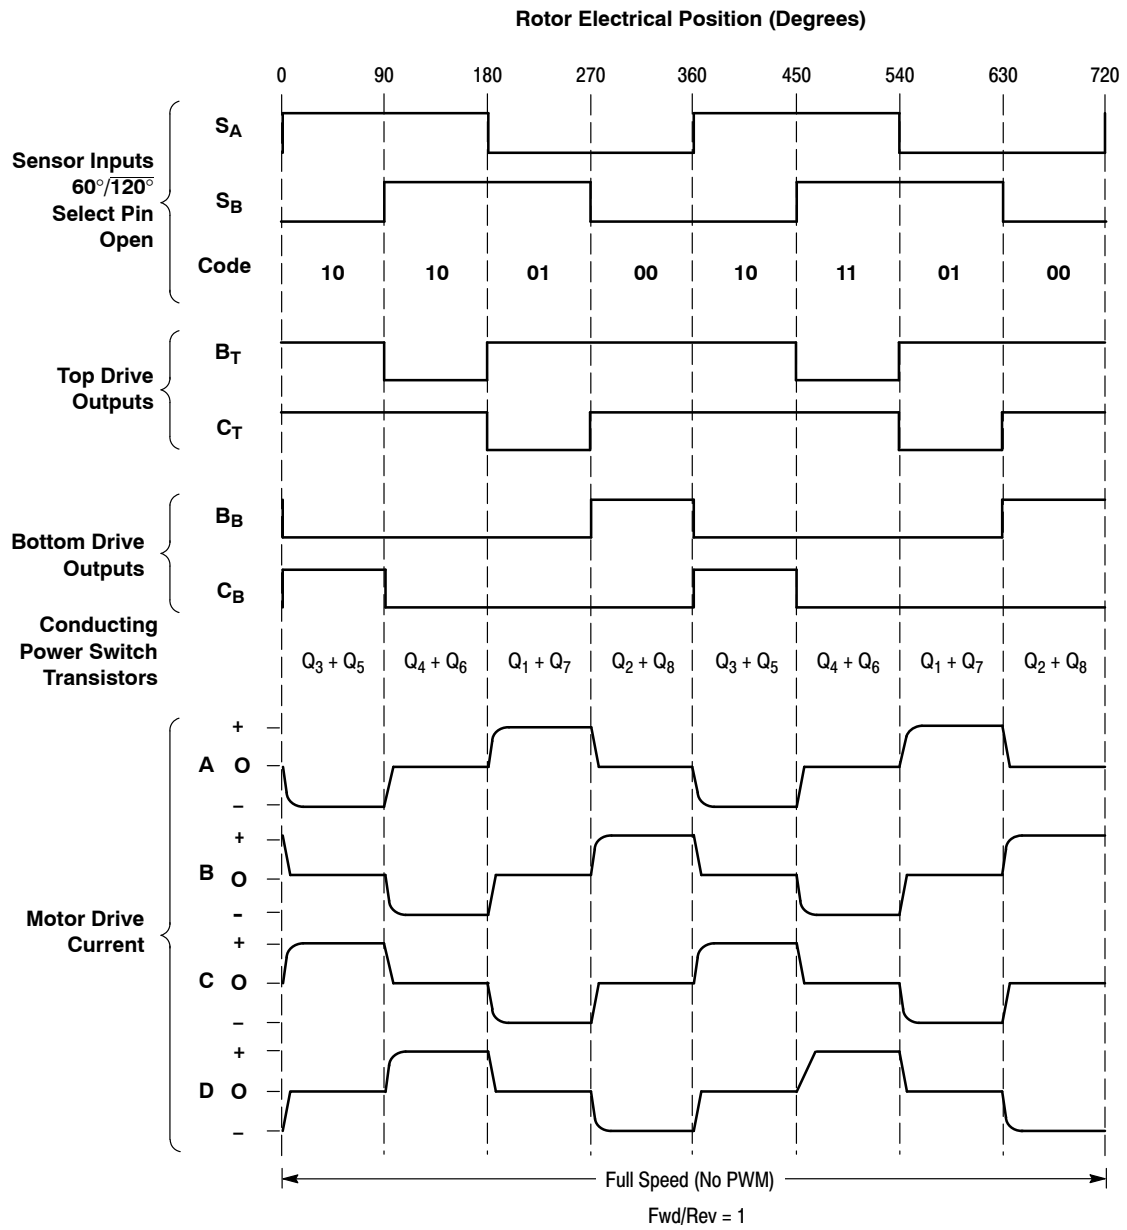 Rotor Electrical Position (Degrees)
0 90 180 270 360 450 540 630 720
Sensor Inputs
60°/120°
Select Pin
Open
SA
SB
Code
10 10 01 00 10 11 01 00
Top Drive
Outputs
BT
CT
Bottom Drive
Outputs
BB
CB
Conducting
Power Switch
Transistors
Q3 + Q5 Q4 + Q6 Q1 + Q7 Q2 + Q8 Q3 + Q5 Q4 + Q6 Q1 + Q7 Q2 + Q8
Motor Drive
Current
+
A O
–
+
B O
–
+
C O
–
+
D O
–
Full Speed (No PWM)
Fwd/Rev = 1